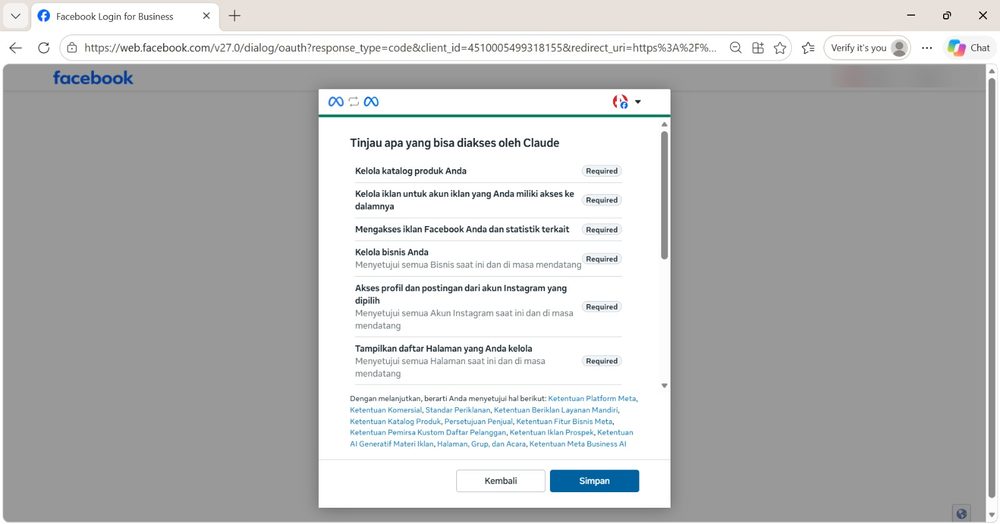 Facebook Login for Business
https://web.facebook.com/v27.0/dialog/oauth?response_type=code&client_id=4510005499318155&redirect_uri=https%3A%2F%...
Verify it's you
Chat
facebook
Tinjau apa yang bisa diakses oleh Claude
Kelola katalog produk Anda
Required
Kelola iklan untuk akun iklan yang Anda miliki akses ke
dalamnya
Required
Mengakses iklan Facebook Anda dan statistik terkait
Required
Kelola bisnis Anda
Menyetujui semua Bisnis saat ini dan di masa mendatang
Required
Akses profil dan postingan dari akun Instagram yang
dipilih
Menyetujui semua Akun Instagram saat ini dan di masa
mendatang
Required
Tampilkan daftar Halaman yang Anda kelola
Menyetujui semua Halaman saat ini dan di masa
mendatang
Required
Dengan melanjutkan, berarti Anda menyetujui hal berikut: Ketentuan Platform Meta,
Ketentuan Komersial, Standar Periklanan, Ketentuan Beriklan Layanan Mandiri,
Ketentuan Katalog Produk, Persetujuan Penjual, Ketentuan Fitur Bisnis Meta,
Ketentuan Pemirsa Kustom Daftar Pelanggan, Ketentuan Iklan Prospek, Ketentuan
AI Generatif Materi Iklan, Halaman, Grup, dan Acara, Ketentuan Meta Business AI
Kembali
Simpan